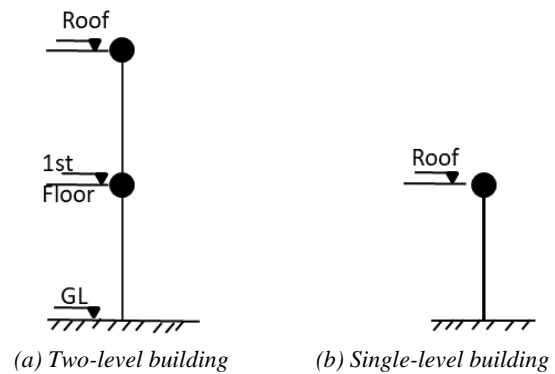 Roof
1st
Floor
GL
(a) Two-level building
Roof
(b) Single-level building